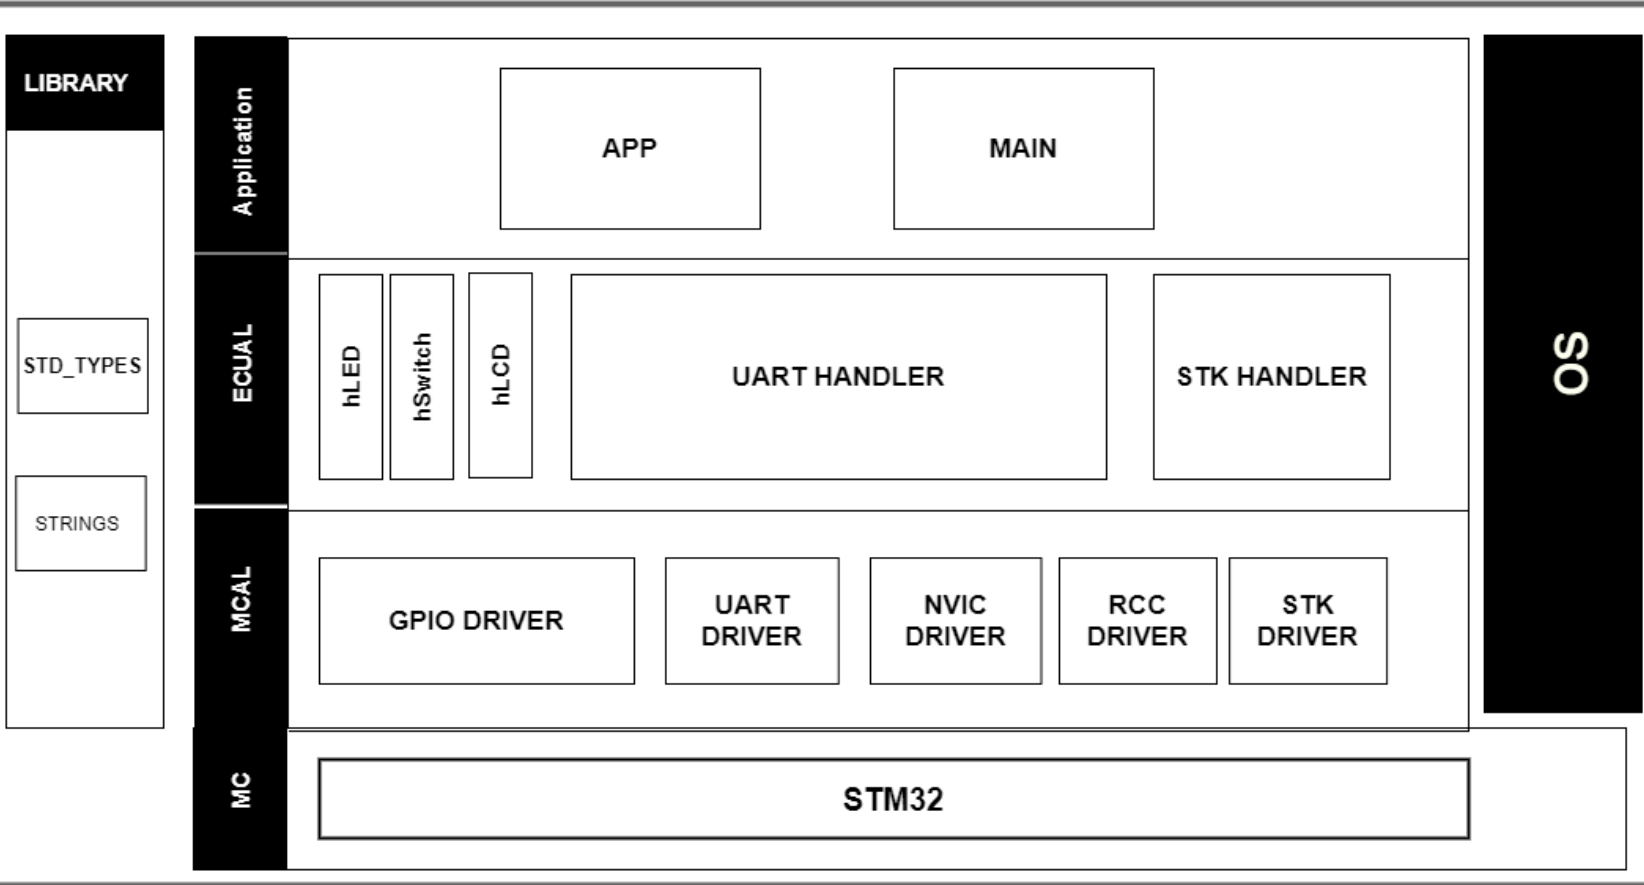 LIBRARY
STD_TYPES
STRINGS
Application
APP
MAIN
ECUAL
hLED
hSwitch
hLCD
UART HANDLER
STK HANDLER
MCAL
GPIO DRIVER
UART
DRIVER
NVIC
DRIVER
RCC
DRIVER
STK
DRIVER
MC
STM32
OS